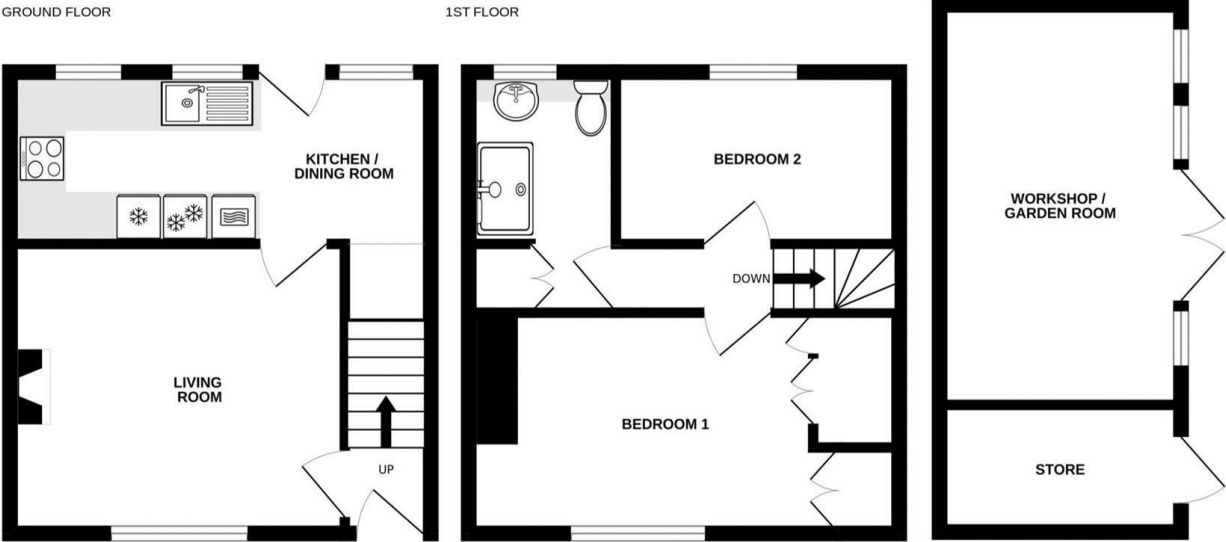 GROUND FLOOR
KITCHEN /
DINING ROOM
LIVING
ROOM
UP
1ST FLOOR
BEDROOM 2
DOWN
BEDROOM 1
WORKSHOP /
GARDEN ROOM
STORE